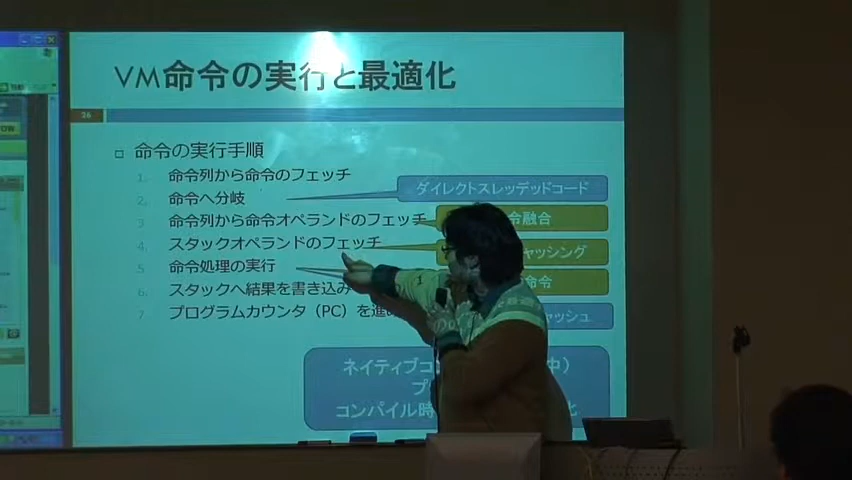 VM命令の実行と最適化
26
命令の実行手順
1. 命令列から命令のフェッチ
2. 命令へ分岐
3. 命令列から命令オペランドのフェッチ
4. スタックオペランドのフェッチ
5. 命令処理の実行
6. スタックへ結果を書き込み
7. プログラムカウンタ（PC）を進め
ダイレクトスレッデッドコード
令融合
ャッシング
命令
ャッシュ
ネイティブコ 中）
プ
コンパイル時 化